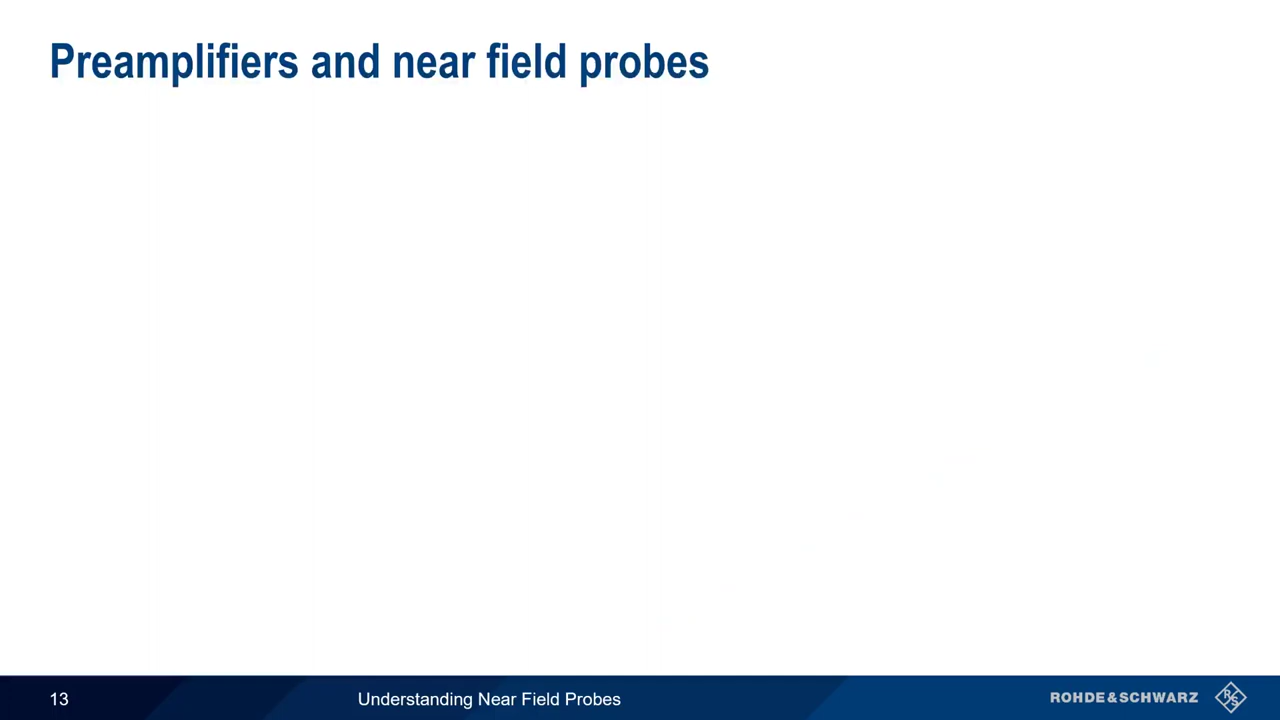 Preamplifiers and near field probes
13
Understanding Near Field Probes
ROHDE&SCHWARZ
R&S